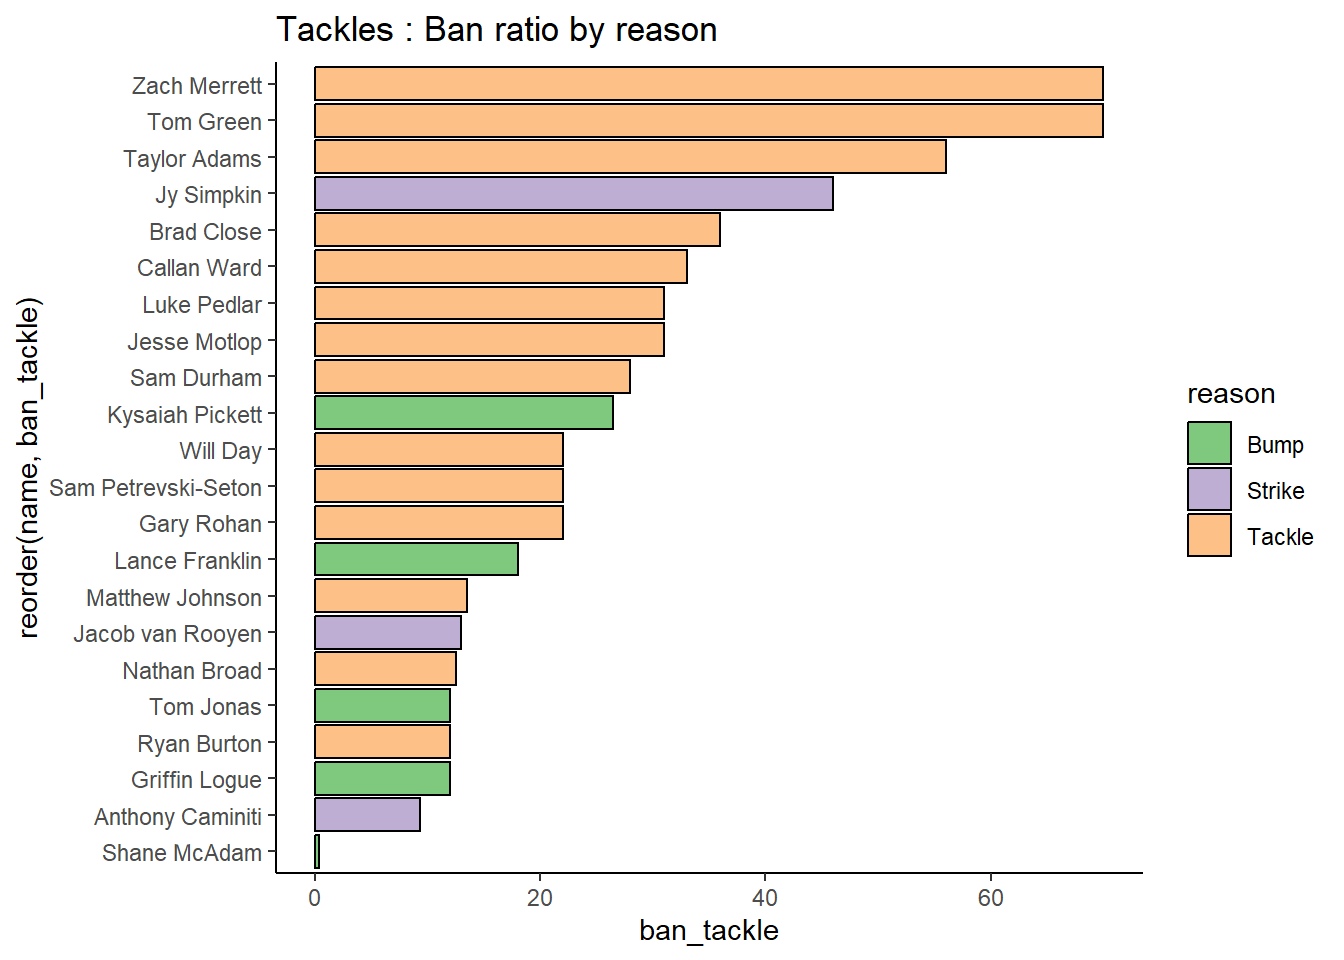 Tackles : Ban ratio by reason
reorder(name, ban_tackle)
Zach Merrett
Tom Green
Taylor Adams
Jy Simpkin
Brad Close
Callan Ward
Luke Pedlar
Jesse Motlop
Sam Durham
Kysaiah Pickett
Will Day
Sam Petrevski-Seton
Gary Rohan
Lance Franklin
Matthew Johnson
Jacob van Rooyen
Nathan Broad
Tom Jonas
Ryan Burton
Griffin Logue
Anthony Caminiti
Shane McAdam
0 20 40 60
ban_tackle
reason
Bump
Strike
Tackle